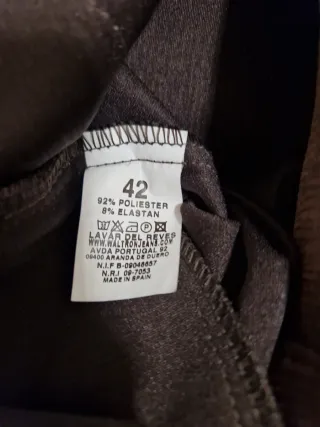 42
92% POLIESTER
8% ELASTAN
LAVAR DEL REVES
WWW.WALTRONJEANS.COM
AVDA PORTUGAL 92
09400 ARANDA DE DUERO
N.I.F B-09048657
N.R.I 09-7053
MADE IN SPAIN